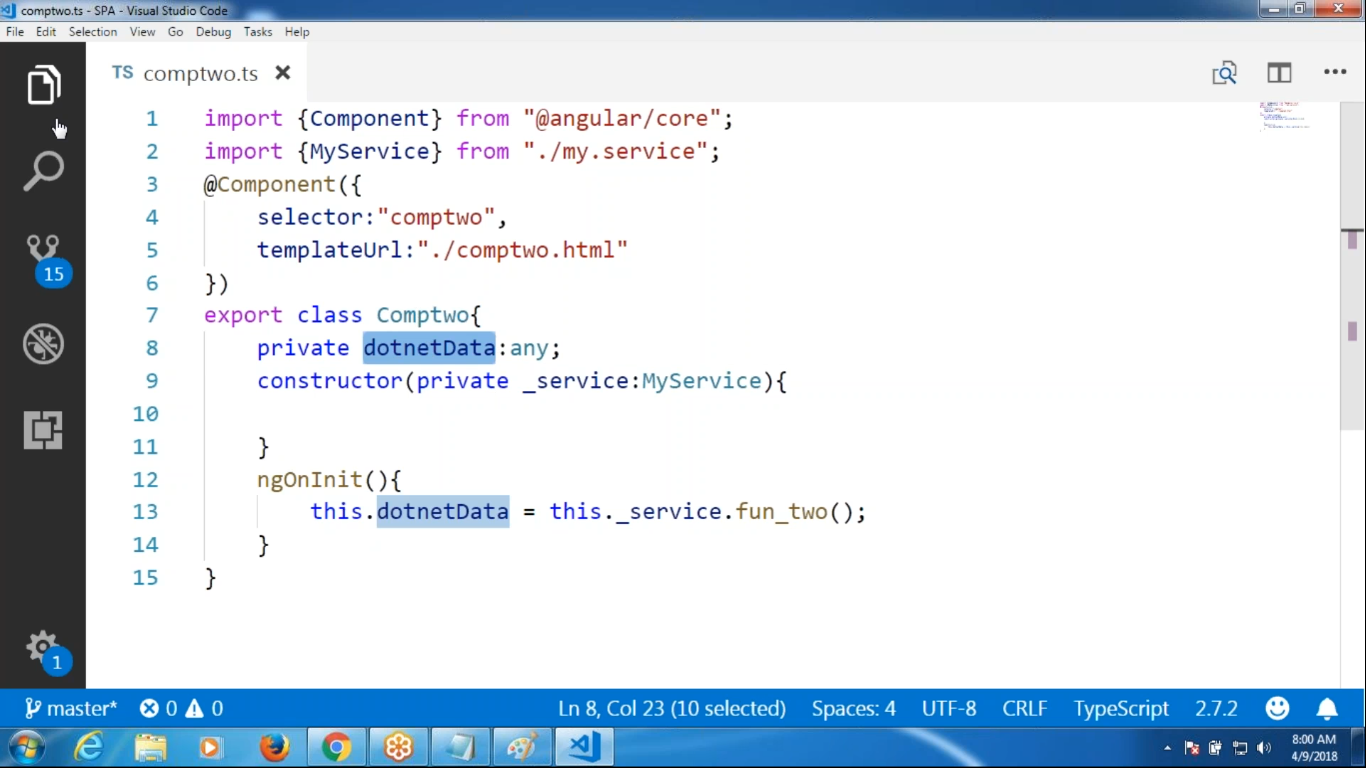 comptwo.ts - SPA - Visual Studio Code
File Edit Selection View Go Debug Tasks Help
TS comptwo.ts
1 import {Component} from "@angular/core";
2 import {MyService} from "./my.service";
3 @Component({
4 selector:"comptwo",
5 templateUrl:"./comptwo.html"
6 })
7 export class Comptwo{
8 private dotnetData:any;
9 constructor(private _service:MyService){
10
11 }
12 ngOnInit(){
13 this.dotnetData = this._service.fun_two();
14 }
15 }
15
1
master* 0 0 Ln 8, Col 23 (10 selected) Spaces: 4 UTF-8 CRLF TypeScript 2.7.2
8:00 AM
4/9/2018